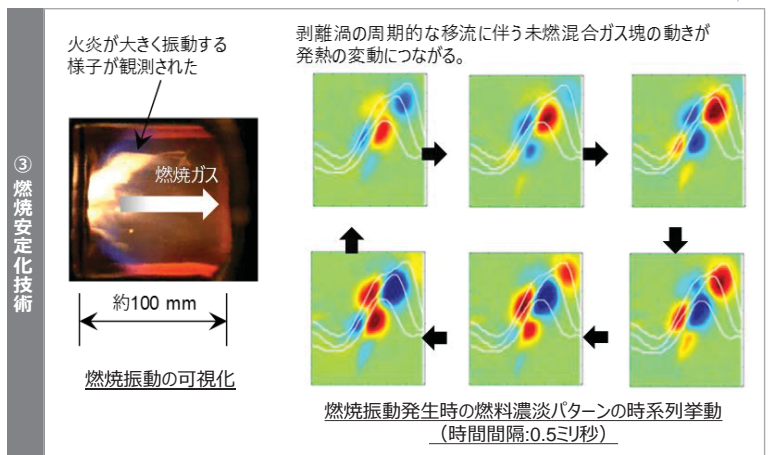 ③燃焼安定化技術
火炎が大きく振動する
様子が観測された
燃焼ガス
約100 mm
燃焼振動の可視化
剥離渦の周期的な移流に伴う未燃混合ガス塊の動きが
発熱の変動につながる。
燃焼振動発生時の燃料濃淡パターンの時系列挙動
（時間間隔:0.5ミリ秒）